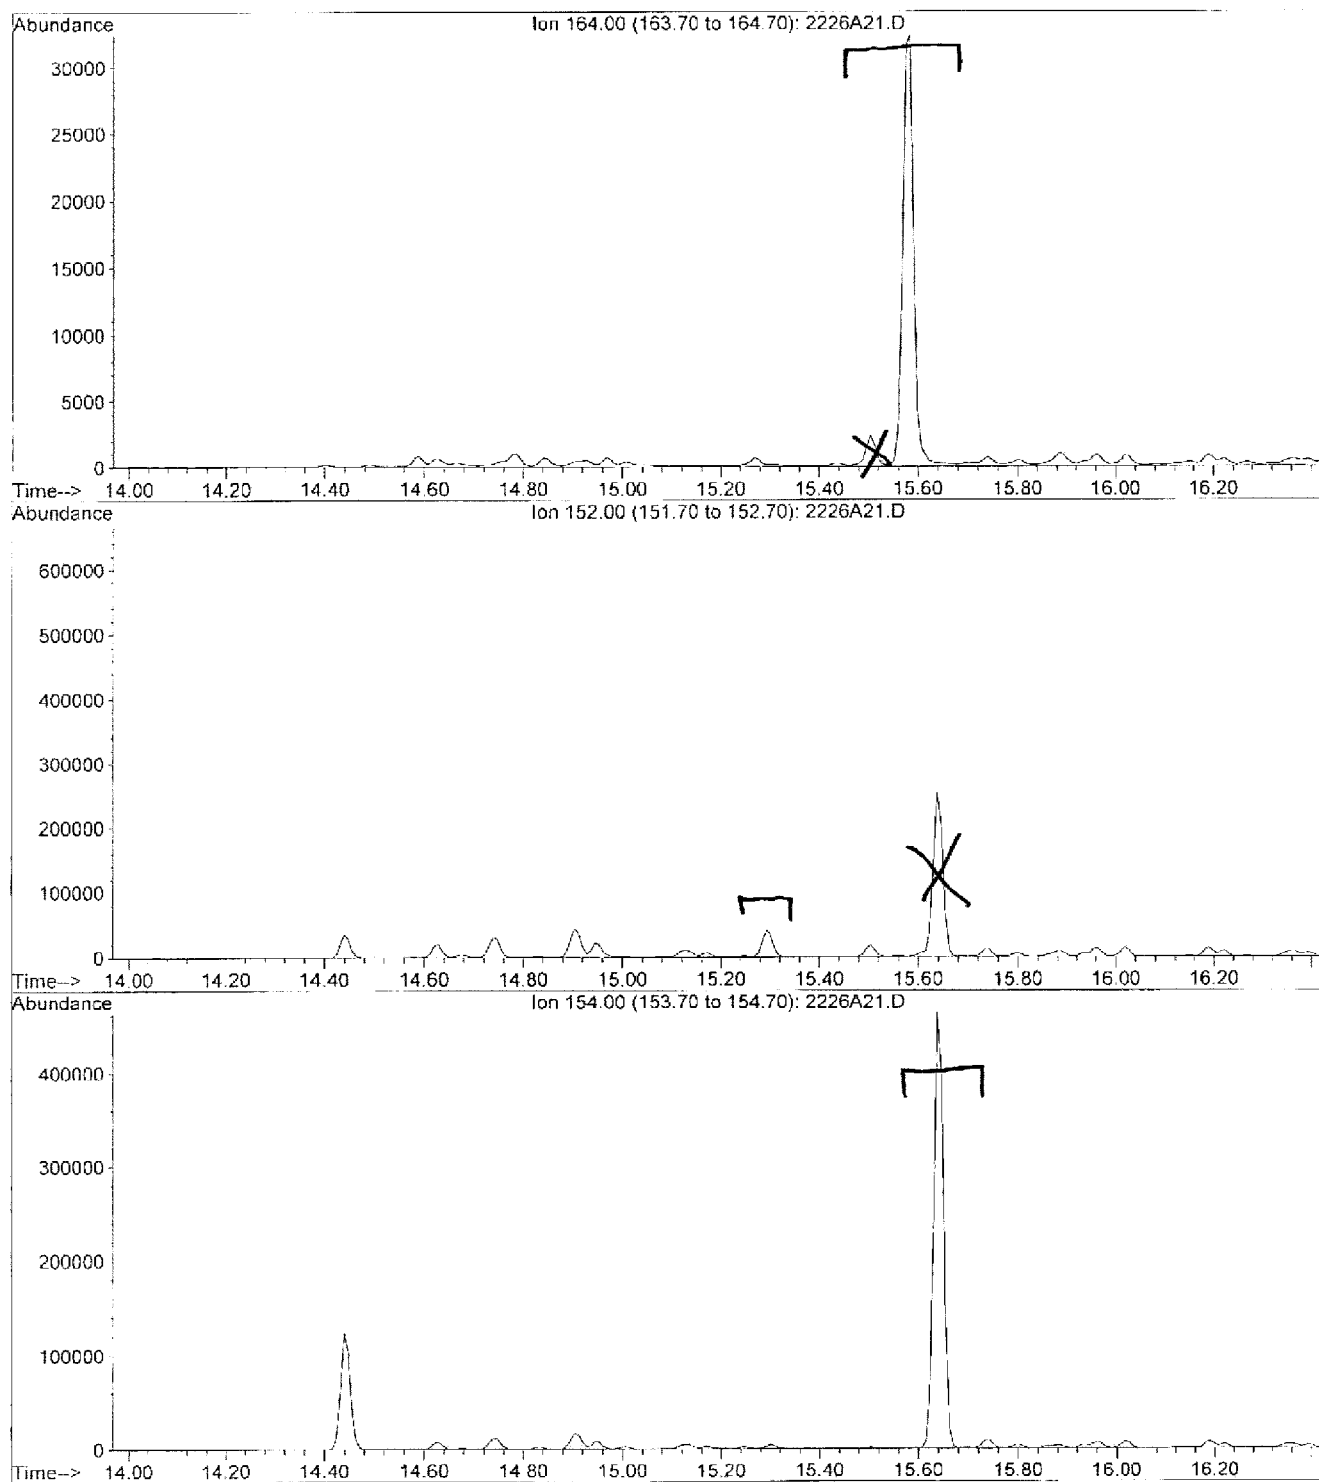 Abundance
Ion 164.00 (163.70 to 164.70): 2226A21.D
30000
25000
20000
15000
10000
5000
0
Time--> 14.00 14.20 14.40 14.60 14.80 15.00 15.20 15.40 15.60 15.80 16.00 16.20
Abundance
Ion 152.00 (151.70 to 152.70): 2226A21.D
600000
500000
400000
300000
200000
100000
0
Time--> 14.00 14.20 14.40 14.60 14.80 15.00 15.20 15.40 15.60 15.80 16.00 16.20
Abundance
Ion 154.00 (153.70 to 154.70): 2226A21.D
400000
300000
200000
100000
0
Time--> 14.00 14.20 14.40 14.60 14.80 15.00 15.20 15.40 15.60 15.80 16.00 16.20